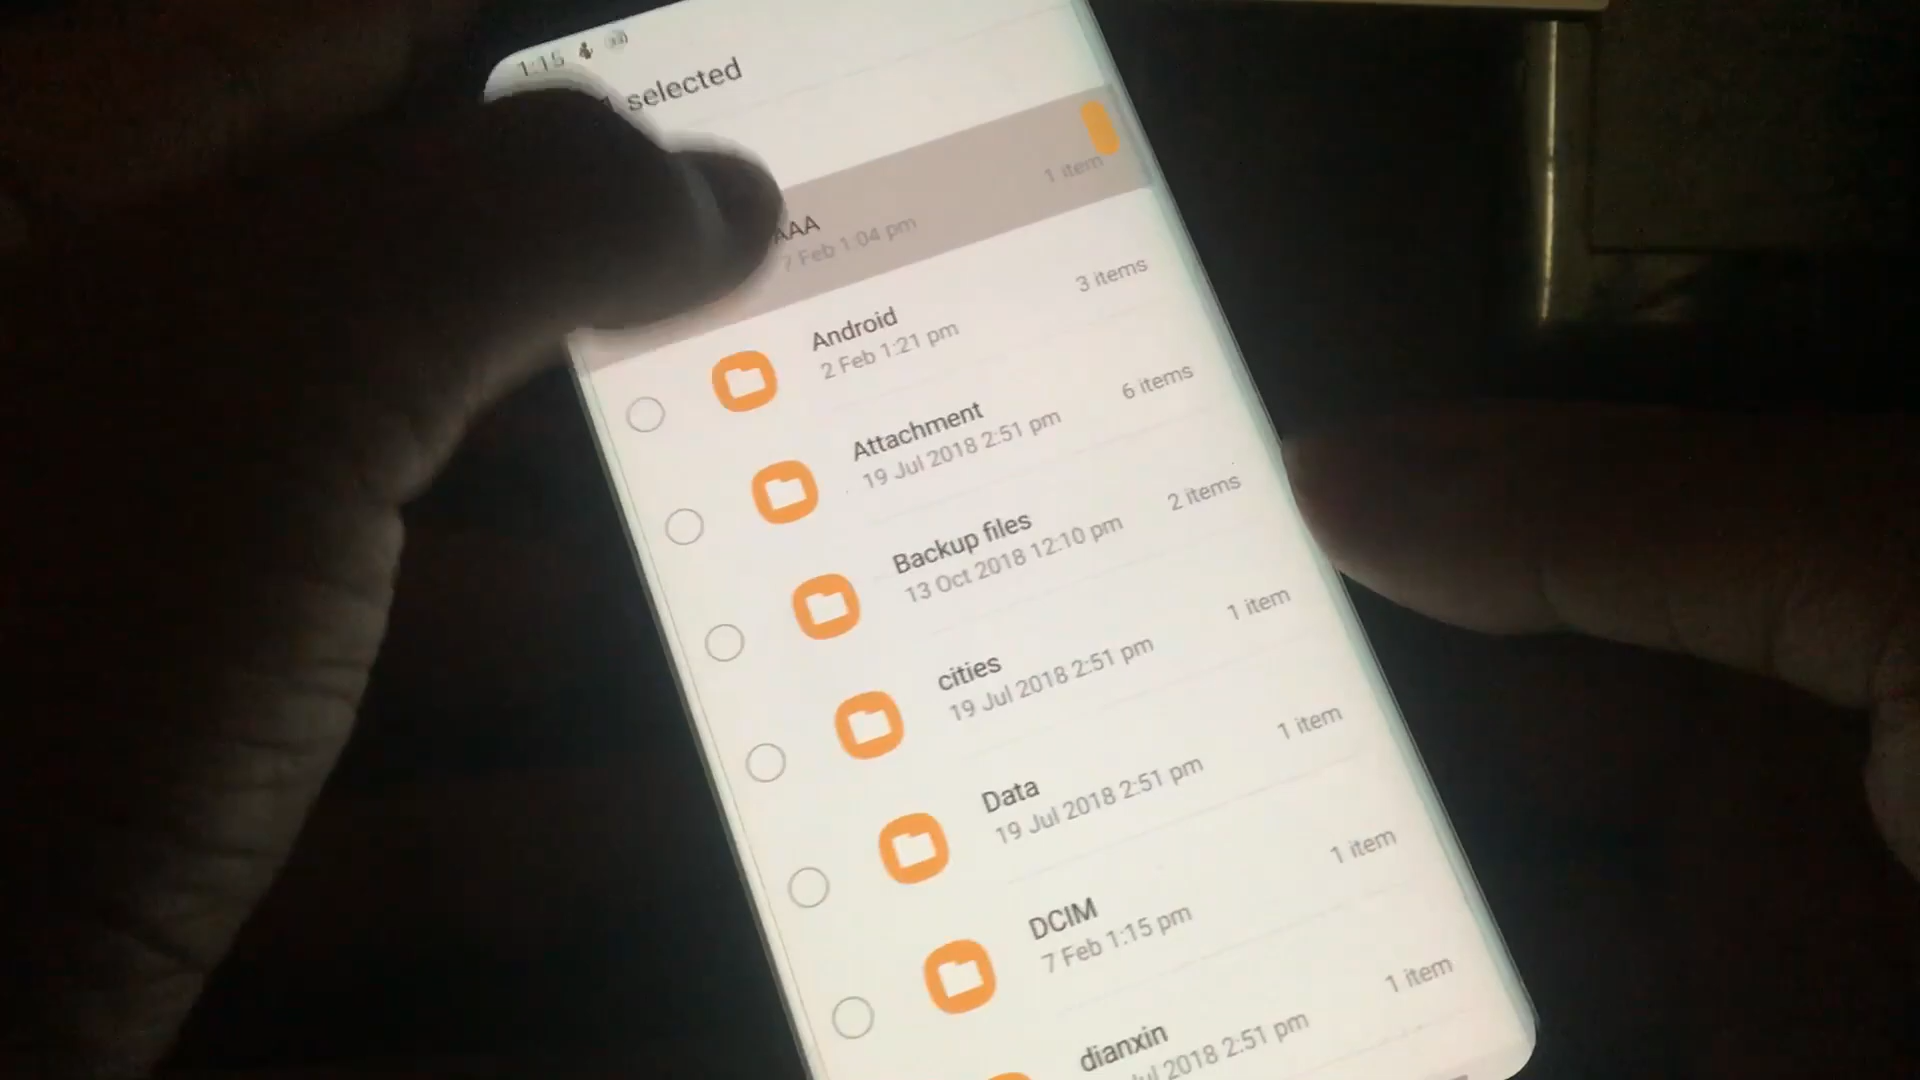 1:15
1 selected
AAA
7 Feb 1:04 pm
1 item
Android
2 Feb 1:21 pm
3 items
Attachment
19 Jul 2018 2:51 pm
6 items
Backup files
13 Oct 2018 12:10 pm
2 items
cities
19 Jul 2018 2:51 pm
1 item
Data
19 Jul 2018 2:51 pm
1 item
DCIM
7 Feb 1:15 pm
1 item
dianxin
2018 2:51 pm
1 item